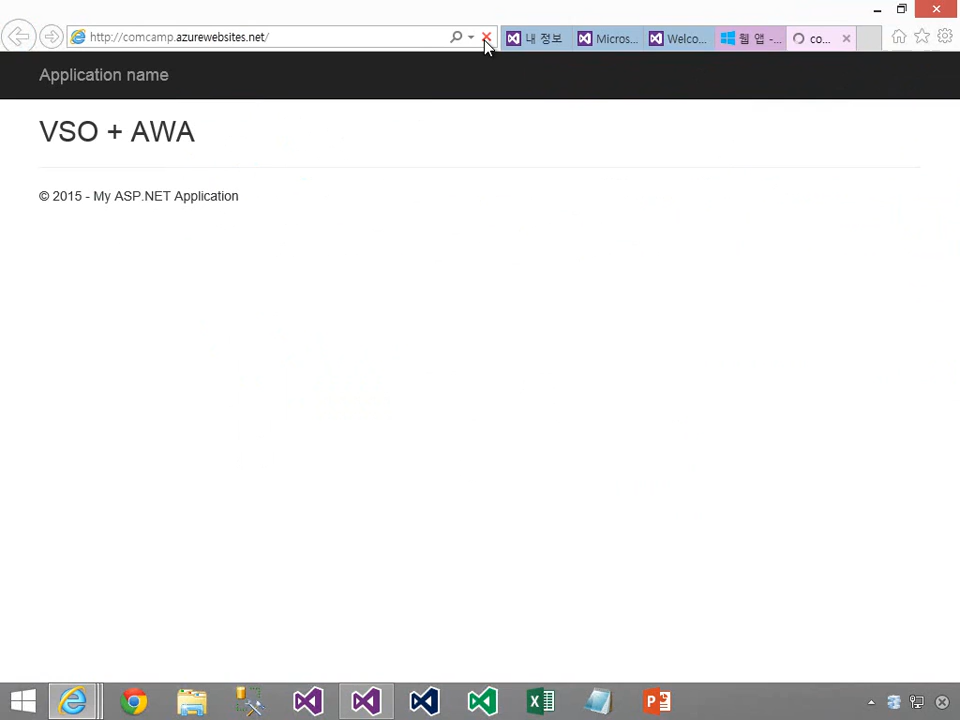 http://comcamp.azurewebsites.net/
내 정보
Micros...
Welco...
웹 앱 -...
co...
Application name
VSO + AWA
© 2015 - My ASP.NET Application